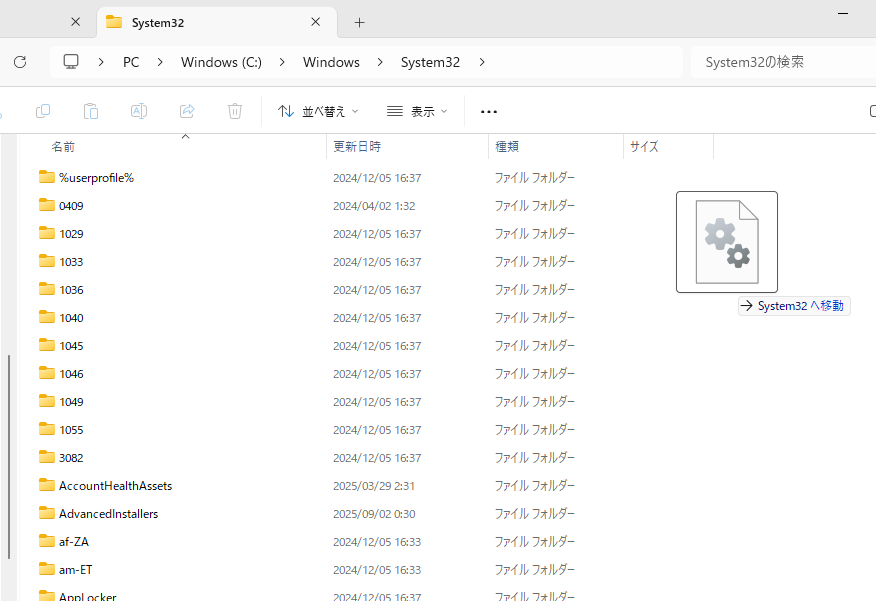 System32
PC > Windows (C:) > Windows > System32 >
System32の検索
並べ替え
表示
名前 更新日時 種類 サイズ
%userprofile% 2024/12/05 16:37 ファイル フォルダー
0409 2024/04/02 1:32 ファイル フォルダー
1029 2024/12/05 16:37 ファイル フォルダー
1033 2024/12/05 16:37 ファイル フォルダー
1036 2024/12/05 16:37 ファイル フォルダー
1040 2024/12/05 16:37 ファイル フォルダー
1045 2024/12/05 16:37 ファイル フォルダー
1046 2024/12/05 16:37 ファイル フォルダー
1049 2024/12/05 16:37 ファイル フォルダー
1055 2024/12/05 16:37 ファイル フォルダー
3082 2024/12/05 16:37 ファイル フォルダー
AccountHealthAssets 2025/03/29 2:31 ファイル フォルダー
AdvancedInstallers 2025/09/02 0:30 ファイル フォルダー
af-ZA 2024/12/05 16:33 ファイル フォルダー
am-ET 2024/12/05 16:33 ファイル フォルダー
AppLocker 2024/12/05 16:37 ファイル フォルダー
→ System32 へ移動